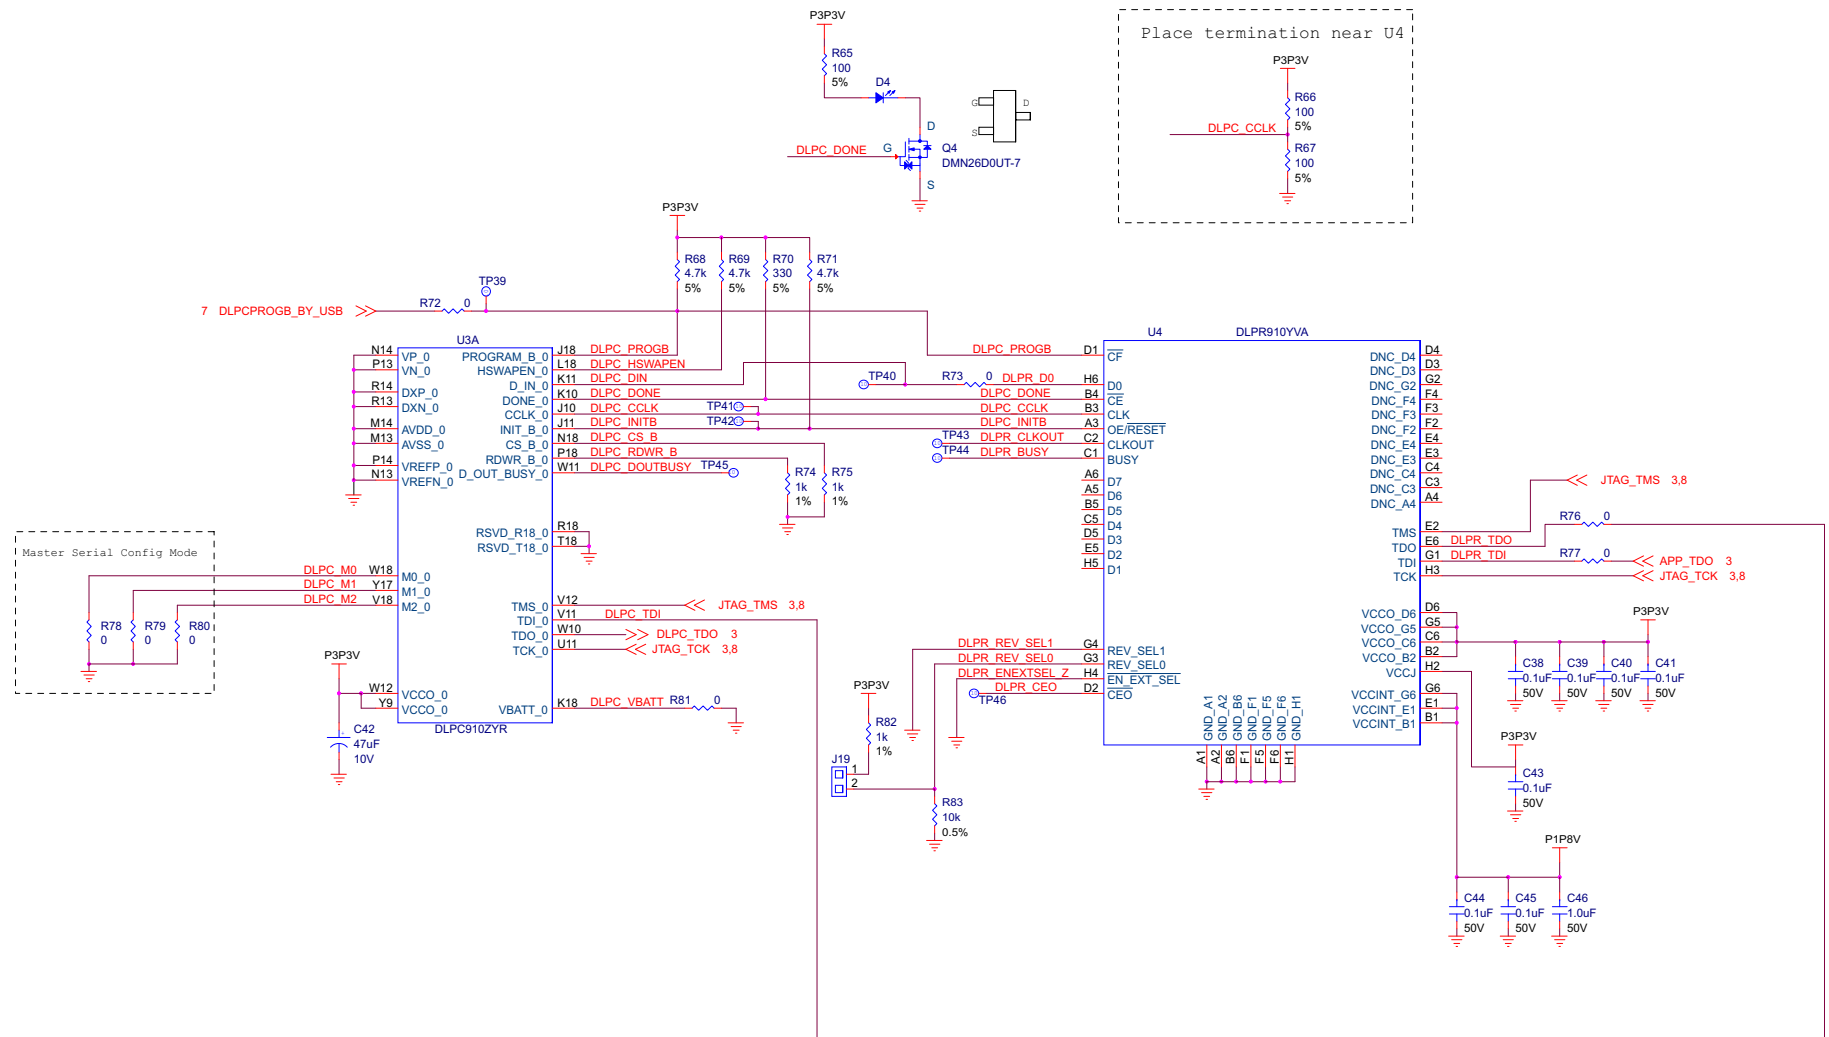 P3P3V
R65
100
5%
D4
D
G
Q4
DMN26D0UT-7
S
DLPC_DONE
G
D
S
Place termination near U4
P3P3V
R66
100
5%
DLPC_CCLK
R67
100
5%
P3P3V
R68
4.7k
5%
R69
4.7k
5%
R70
330
5%
R71
4.7k
5%
TP39
7 DLPCPROGB_BY_USB
R72 0
U3A
N14 VP_0
P13 VN_0
R14 DXP_0
R13 DXN_0
M14 AVDD_0
M13 AVSS_0
P14 VREFP_0
N13 VREFN_0
PROGRAM_B_0 J18 DLPC_PROGB
HSWAPEN_0 L18 DLPC_HSWAPEN
D_IN_0 K11 DLPC_DIN
DONE_0 K10 DLPC_DONE
CCLK_0 J10 DLPC_CCLK
INIT_B_0 J11 DLPC_INITB
CS_B_0 N18 DLPC_CS_B
RDWR_B_0 P18 DLPC_RDWR_B
D_OUT_BUSY_0 W11 DLPC_DOUTBUSY
TP41
TP42
TP45
R74
1k
1%
R75
1k
1%
RSVD_R18_0 R18
RSVD_T18_0 T18
Master Serial Config Mode
DLPC_M0 W18 M0_0
DLPC_M1 Y17 M1_0
DLPC_M2 V18 M2_0
R78
0
R79
0
R80
0
TMS_0 V12 JTAG_TMS 3,8
TDI_0 V11 DLPC_TDI
TDO_0 W10 DLPC_TDO 3
TCK_0 U11 JTAG_TCK 3,8
P3P3V
W12 VCCO_0
Y9 VCCO_0
VBATT_0 K18 DLPC_VBATT R81 0
DLPC910ZYR
C42
47uF
10V
U4 DLPR910YVA
DLPC_PROGB D1 CF
TP40
R73 0 DLPR_D0 H6 D0
DLPC_DONE B4 CE
DLPC_CCLK B3 CLK
DLPC_INITB A3 OE/RESET
TP43 DLPR_CLKOUT C2 CLKOUT
TP44 DLPR_BUSY C1 BUSY
A6 D7
A5 D6
B5 D5
C5 D4
D5 D3
E5 D2
H5 D1
DLPR_REV_SEL1 G4 REV_SEL1
DLPR_REV_SEL0 G3 REV_SEL0
DLPR_ENEXTSEL_Z H4 EN_EXT_SEL
DLPR_CEO D2 CEO
TP46
P3P3V
R82
1k
1%
J19
1
2
R83
10k
0.5%
GND_A1
GND_A2
GND_B6
GND_F1
GND_F5
GND_F6
GND_H1
A1
A2
B6
F1
F5
F6
H1
DNC_D4 D4
DNC_D3 D3
DNC_G2 G2
DNC_F4 F4
DNC_F3 F3
DNC_F2 F2
DNC_E4 E4
DNC_E3 E3
DNC_C4 C4
DNC_C3 C3
DNC_A4 A4
TMS E2 JTAG_TMS 3,8
TDO E6 DLPR_TDO R76 0
TDI G1 DLPR_TDI R77 0 APP_TDO 3
TCK H3 JTAG_TCK 3,8
VCCO_D6 D6
VCCO_G5 G5
VCCO_C6 C6
VCCO_B2 B2
VCCJ H2
VCCINT_G6 G6
VCCINT_E1 E1
VCCINT_B1 B1
P3P3V
C38
0.1uF
50V
C39
0.1uF
50V
C40
0.1uF
50V
C41
0.1uF
50V
P3P3V
C43
0.1uF
50V
P1P8V
C44
0.1uF
50V
C45
0.1uF
50V
C46
1.0uF
50V